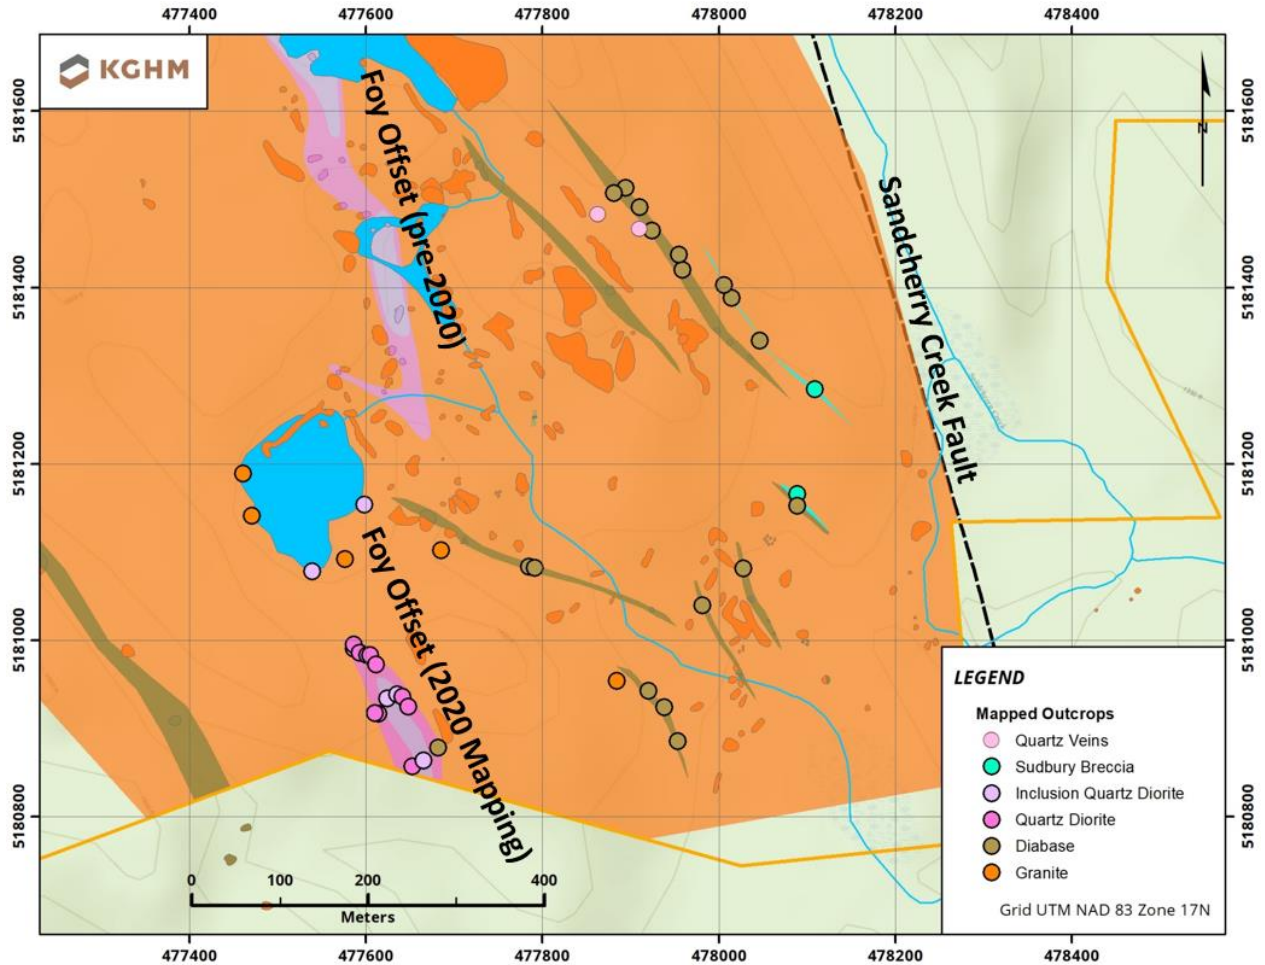 477400 477600 477800 478000 478200 478400
KGHM
5181600
5181400
5181200
5181000
5180800
5181600
5181400
5181200
5181000
5180800
Foy Offset (pre-2020)
Sandcherry Creek Fault
Foy Offset (2020 Mapping)
N
LEGEND
Mapped Outcrops
Quartz Veins
Sudbury Breccia
Inclusion Quartz Diorite
Quartz Diorite
Diabase
Granite
Grid UTM NAD 83 Zone 17N
0 100 200 400
Meters
477400 477600 477800 478000 478200 478400